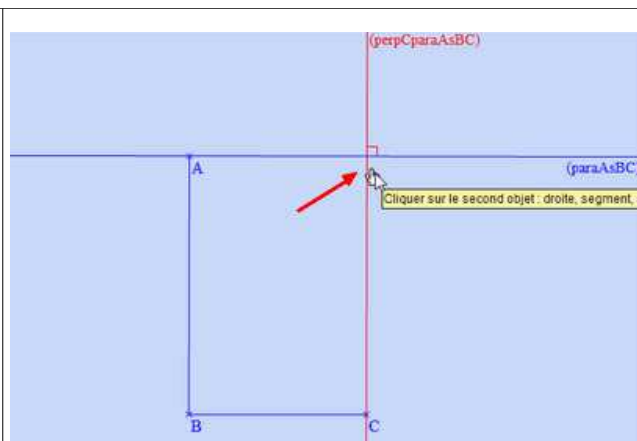 (perpCparaAsBC)
A
(paraAsBC)
Cliquer sur le second objet : droite, segment,
B
C